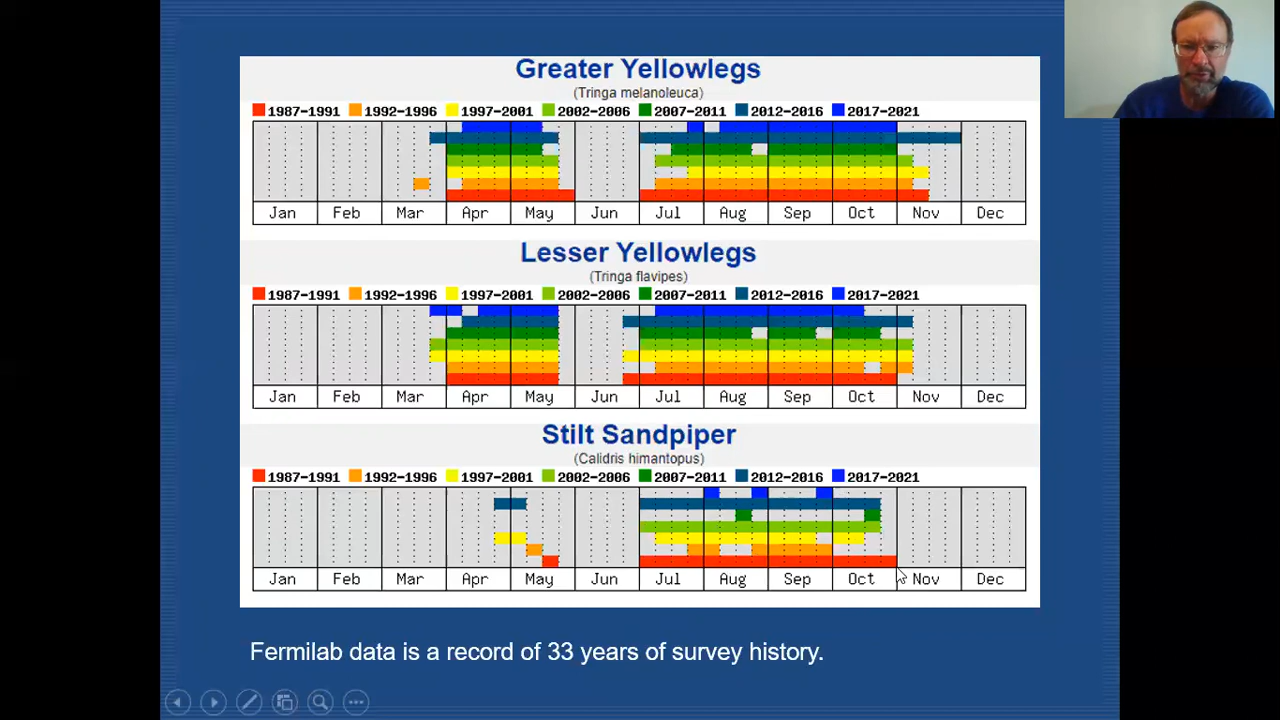 Greater Yellowlegs
(Tringa melanoleuca)
1987-1991 1992-1996 1997-2001 2002-2006 2007-2011 2012-2016 2017-2021
Jan Feb Mar Apr May Jun Jul Aug Sep Oct Nov Dec
Lesser Yellowlegs
(Tringa flavipes)
1987-1991 1992-1996 1997-2001 2002-2006 2007-2011 2012-2016 2017-2021
Jan Feb Mar Apr May Jun Jul Aug Sep Oct Nov Dec
Stilt Sandpiper
(Calidris himantopus)
1987-1991 1992-1996 1997-2001 2002-2006 2007-2011 2012-2016 2017-2021
Jan Feb Mar Apr May Jun Jul Aug Sep Oct Nov Dec
Fermilab data is a record of 33 years of survey history.